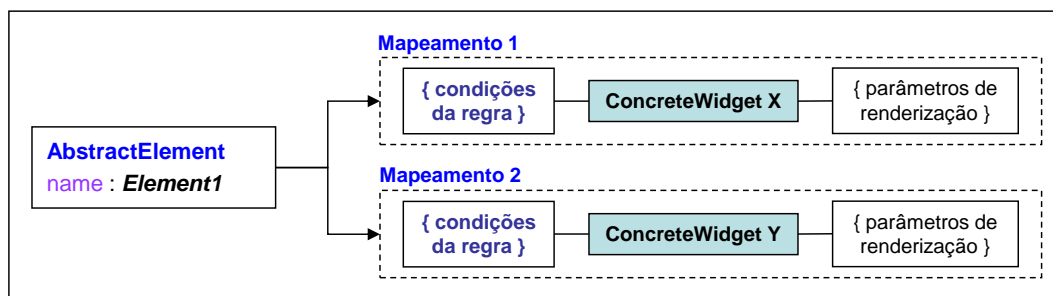 Mapeamento 1
{ condições
da regra }
ConcreteWidget X
{ parâmetros de
renderização }
AbstractElement
name : Element1
Mapeamento 2
{ condições
da regra }
ConcreteWidget Y
{ parâmetros de
renderização }